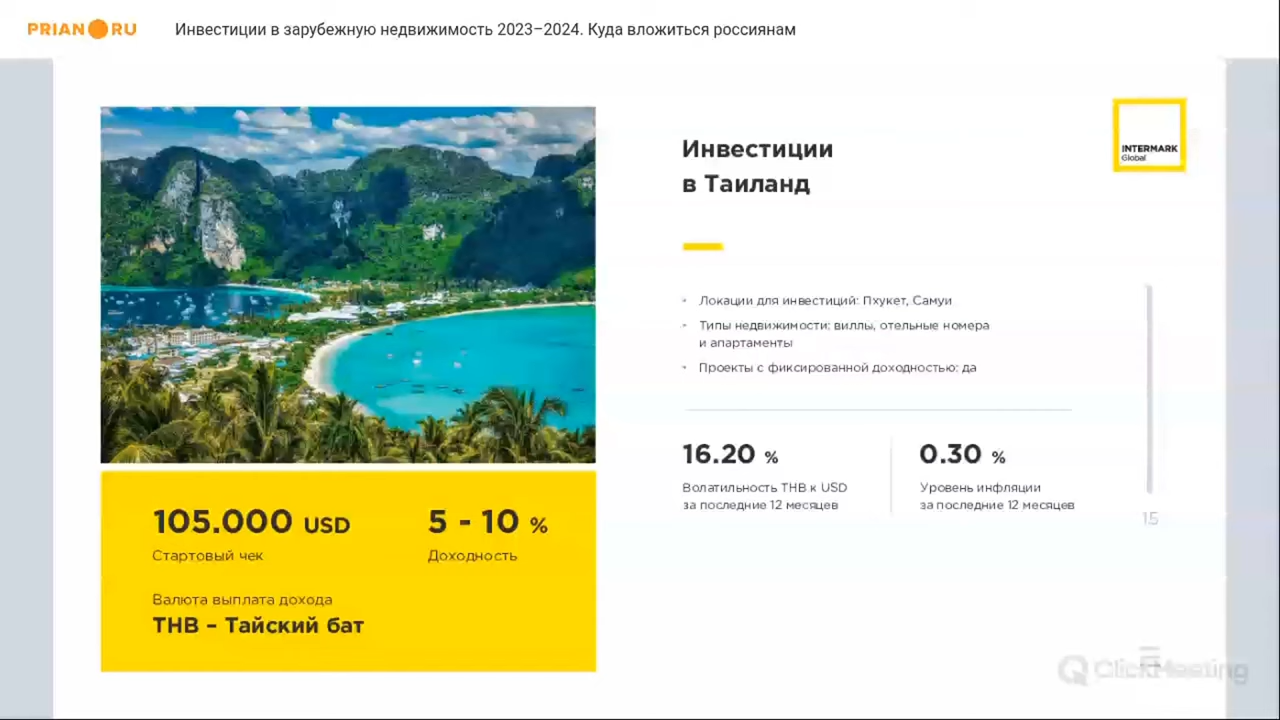 PRIAN RU
Инвестиции в зарубежную недвижимость 2023–2024. Куда вложиться россиянам
INTERMARK
Global
Инвестиции
в Таиланд
· Локации для инвестиций: Пхукет, Самуи
· Типы недвижимости: виллы, отельные номера
и апартаменты
· Проекты с фиксированной доходностью: да
16.20 %
Волатильность THB к USD
за последние 12 месяцев
0.30 %
Уровень инфляции
за последние 12 месяцев
15
105.000 USD
Стартовый чек
5 - 10 %
Доходность
Валюта выплата дохода
THB – Тайский бат
ClickMeeting